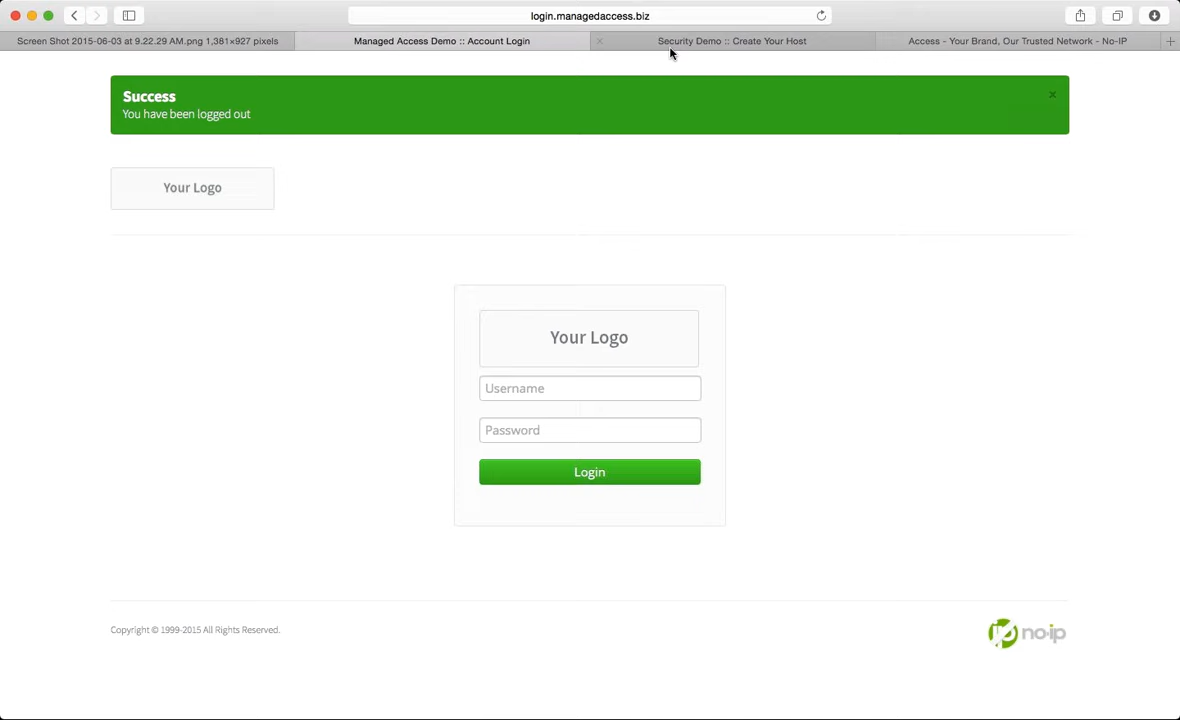 login.managedaccess.biz
Screen Shot 2015-06-03 at 9.22.29 AM.png 1,381×927 pixels
Managed Access Demo :: Account Login
Security Demo :: Create Your Host
Access - Your Brand, Our Trusted Network - No-IP
Success
You have been logged out
Your Logo
Your Logo
Username
Password
Login
Copyright © 1999-2015 All Rights Reserved.
no-ip